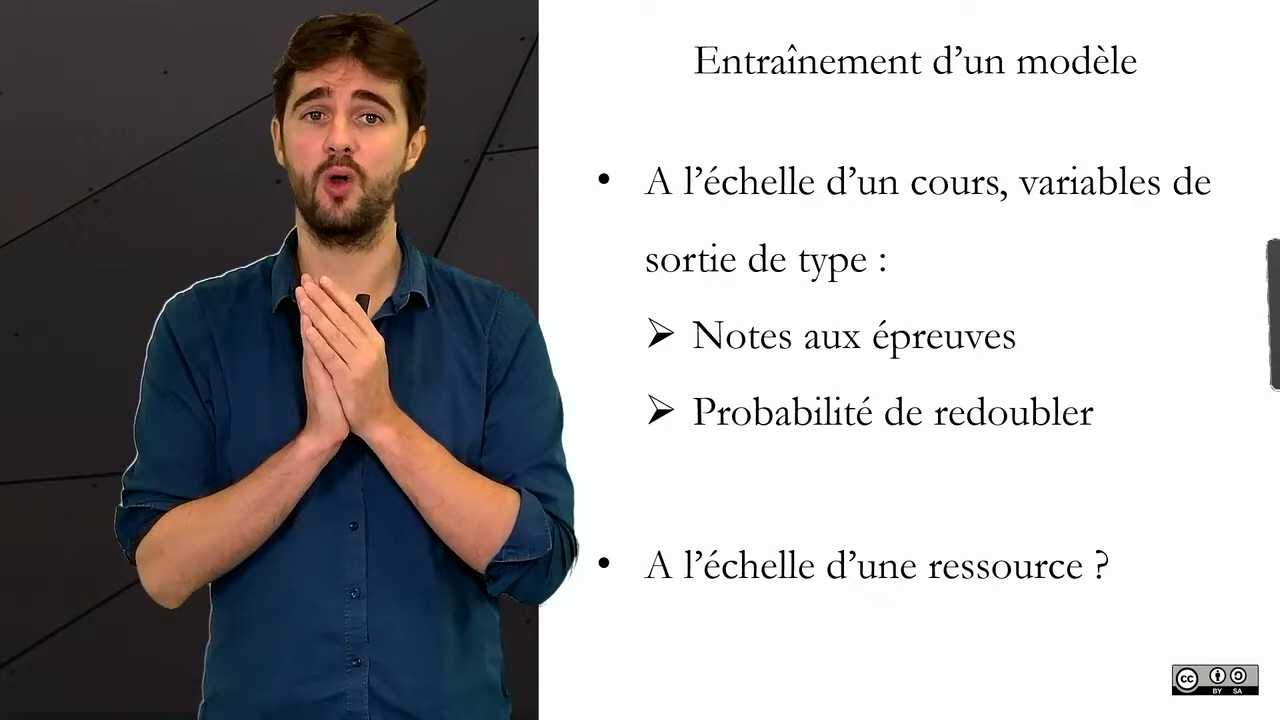 Entraînement d’un modèle
• A l’échelle d’un cours, variables de
sortie de type :
➢ Notes aux épreuves
➢ Probabilité de redoubler
• A l’échelle d’une ressource ?
cc
BY SA